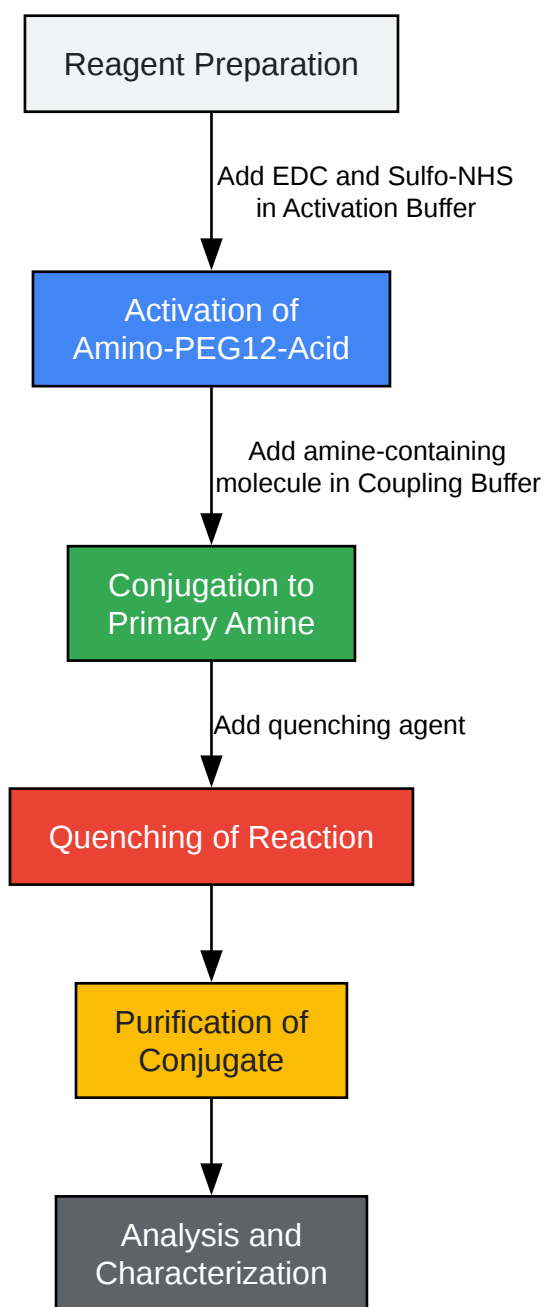 Reagent Preparation
Add EDC and Sulfo-NHS
in Activation Buffer
Activation of
Amino-PEG12-Acid
Add amine-containing
molecule in Coupling Buffer
Conjugation to
Primary Amine
Add quenching agent
Quenching of Reaction
Purification of
Conjugate
Analysis and
Characterization